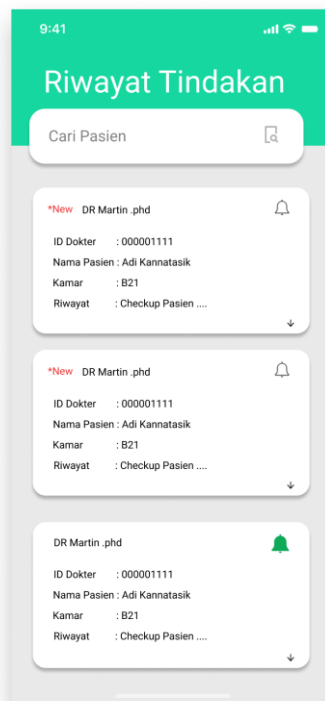 9:41
Riwayat Tindakan
Cari Pasien
*New DR Martin .phd
ID Dokter : 000001111
Nama Pasien : Adi Kannatasik
Kamar : B21
Riwayat : Checkup Pasien ....
*New DR Martin .phd
ID Dokter : 000001111
Nama Pasien : Adi Kannatasik
Kamar : B21
Riwayat : Checkup Pasien ....
DR Martin .phd
ID Dokter : 000001111
Nama Pasien : Adi Kannatasik
Kamar : B21
Riwayat : Checkup Pasien ....